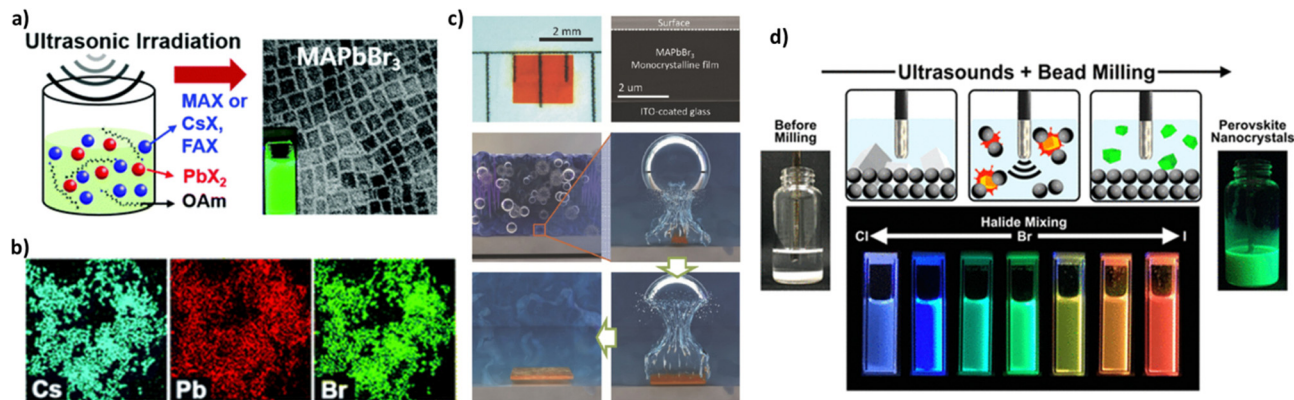 a)
Ultrasonic Irradiation
MAX or
CsX,
FAX
PbX₂
OAm
MAPbBr₃
b)
Cs
Pb
Br
c)
2 mm
Surface
MAPbBr₃
Monocrystalline film
2 um
ITO-coated glass
d)
Ultrasounds + Bead Milling
Before
Milling
Perovskite
Nanocrystals
Halide Mixing
Cl
Br
I